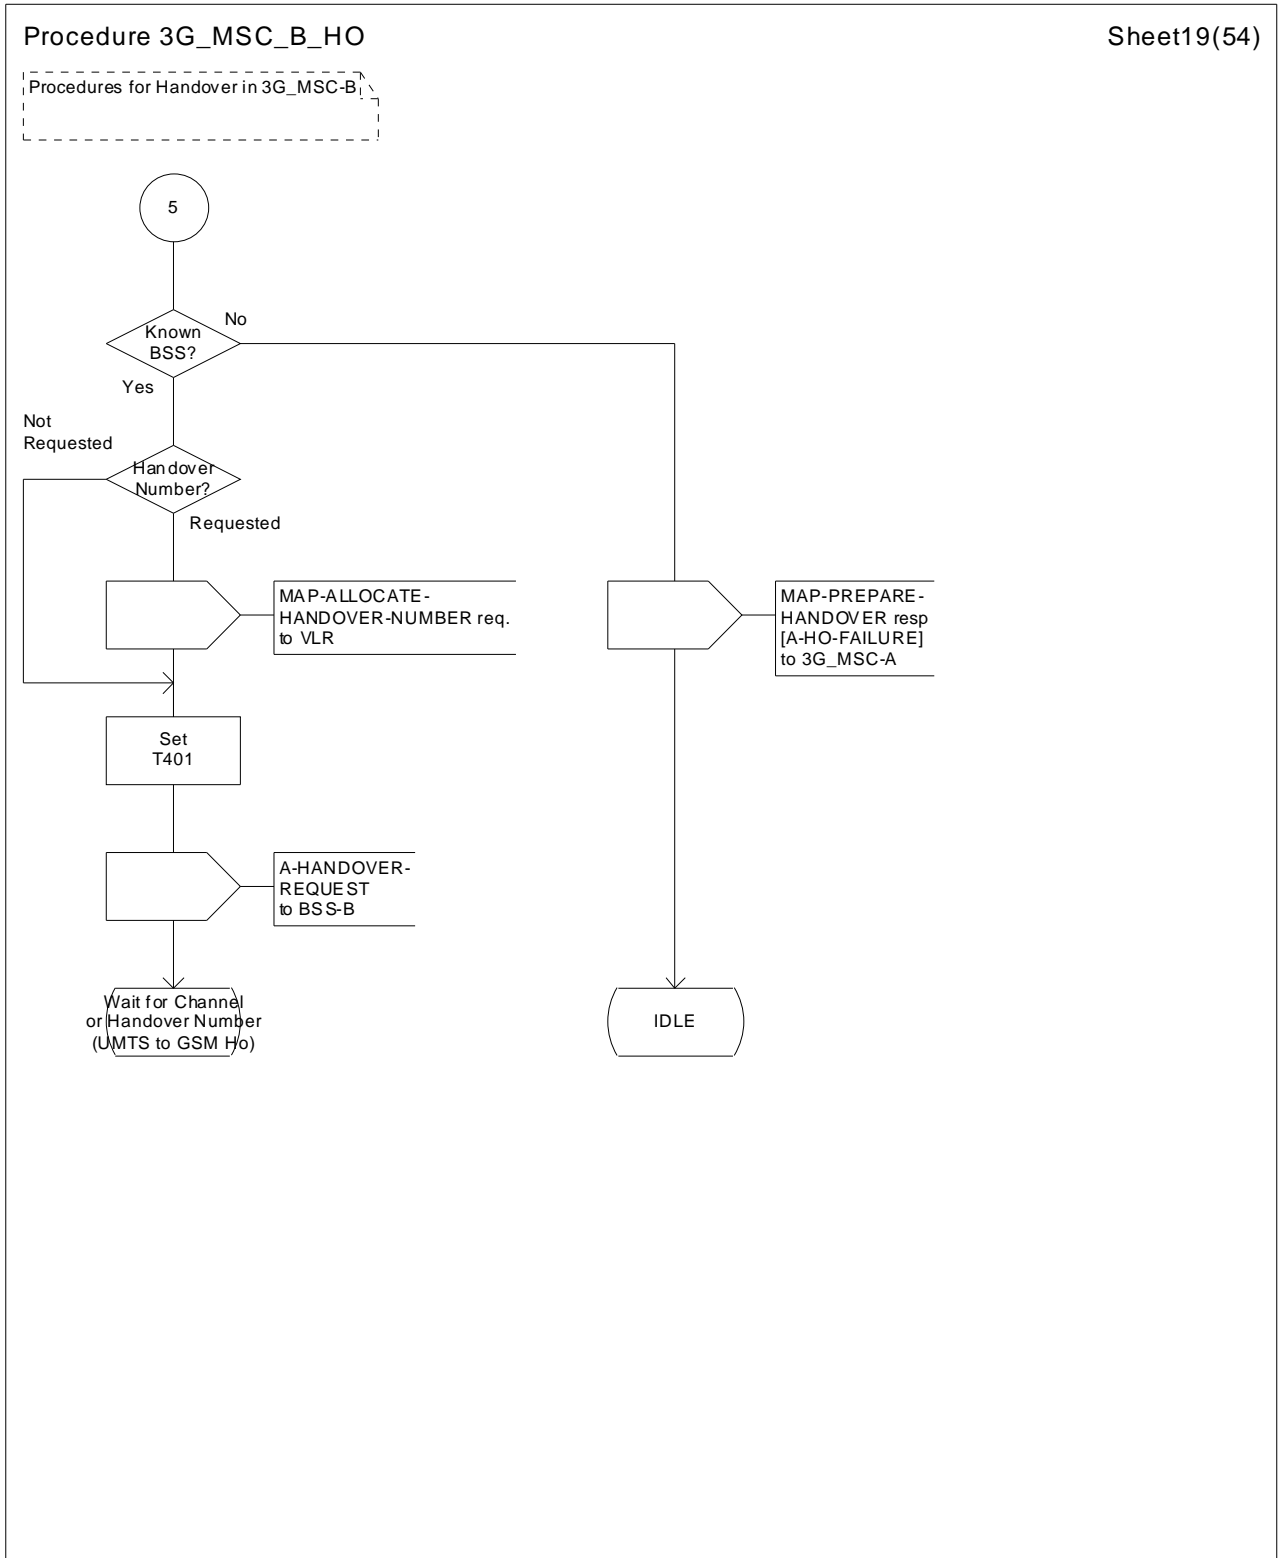 Procedure 3G_MSC_B_HO
Sheet19(54)
Procedures for Handover in 3G_MSC-B
5
Known
BSS?
No
Yes
Not
Requested
Handover
Number?
Requested
MAP-ALLOCATE-
HANDOVER-NUMBER req.
to VLR
MAP-PREPARE-
HANDOVER resp
[A-HO-FAILURE]
to 3G_MSC-A
Set
T401
A-HANDOVER-
REQUEST
to BSS-B
Wait for Channel
or Handover Number
(UMTS to GSM Ho)
IDLE